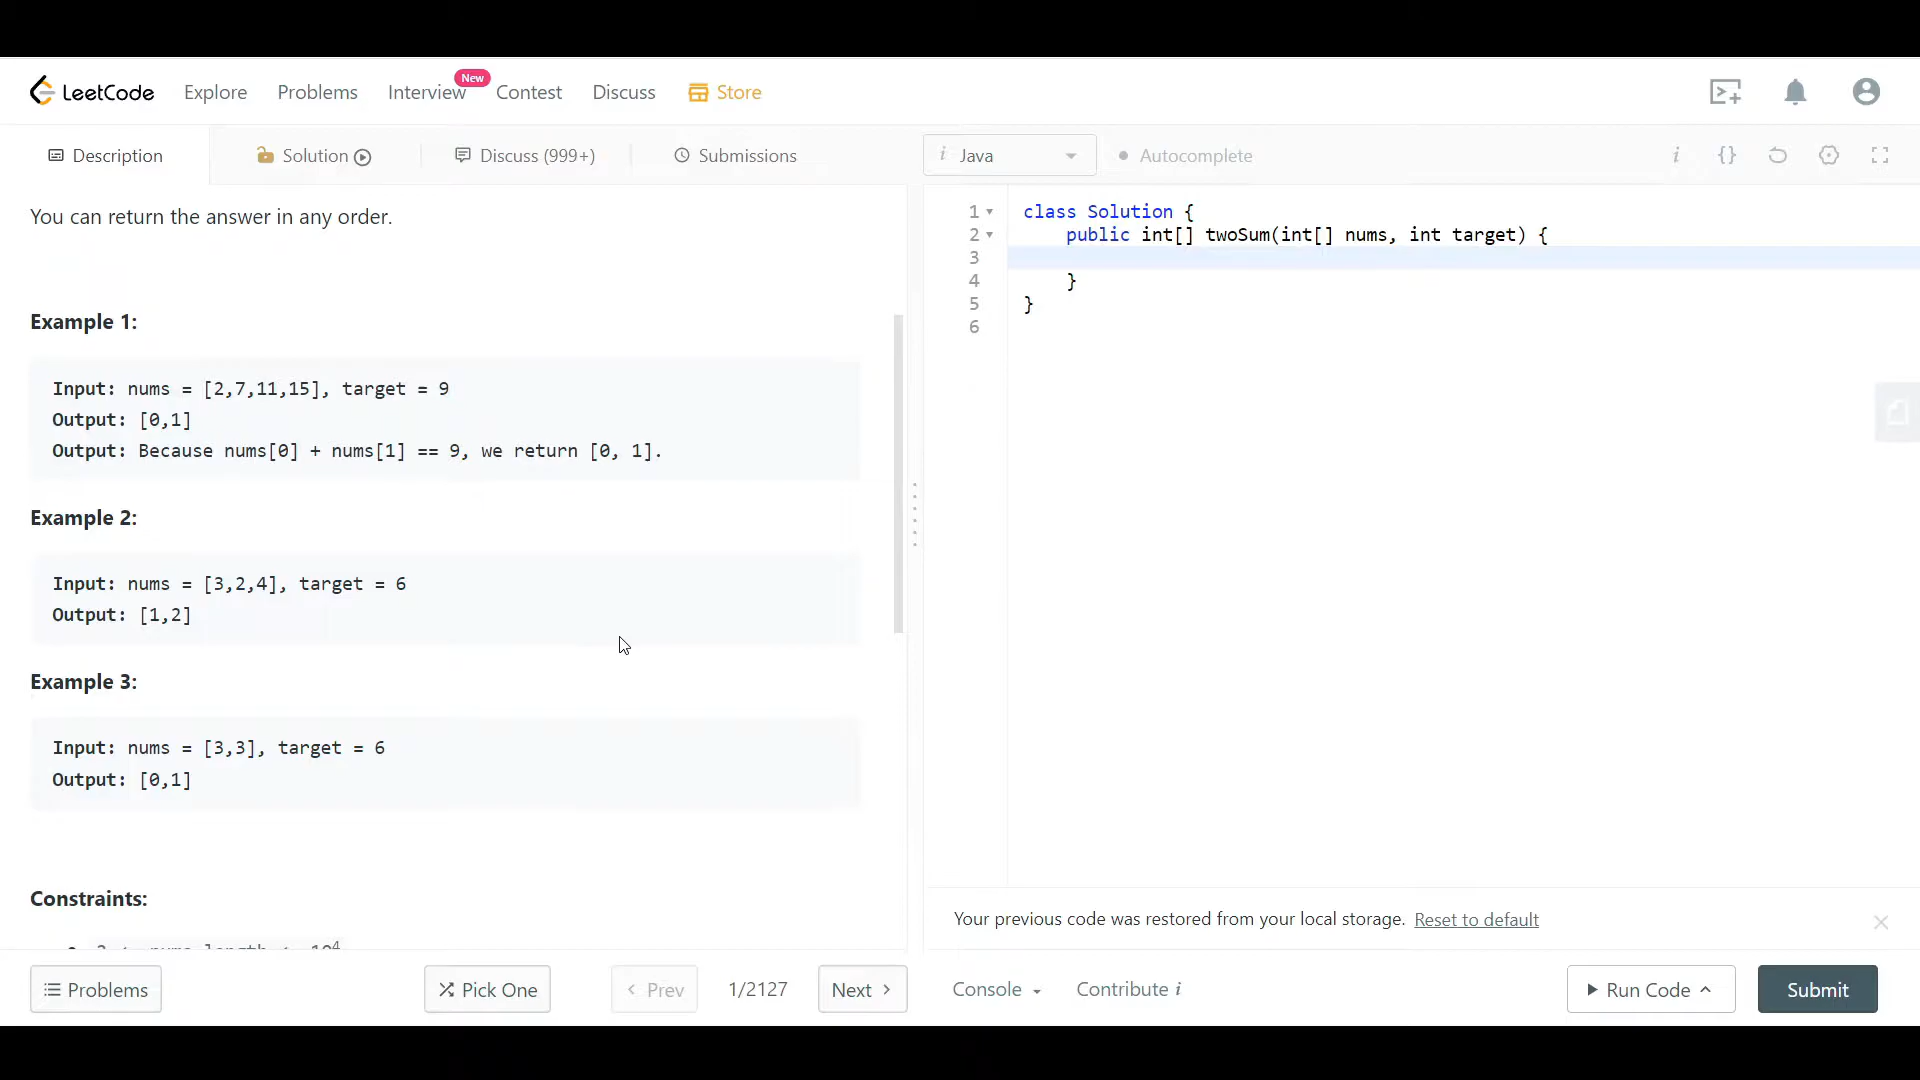 LeetCode Explore Problems Interview New Contest Discuss Store
Description Solution Discuss (999+) Submissions
i Java Autocomplete i {}
You can return the answer in any order.
Example 1:
Input: nums = [2,7,11,15], target = 9
Output: [0,1]
Output: Because nums[0] + nums[1] == 9, we return [0, 1].
Example 2:
Input: nums = [3,2,4], target = 6
Output: [1,2]
Example 3:
Input: nums = [3,3], target = 6
Output: [0,1]
Constraints:
1 class Solution {
2 public int[] twoSum(int[] nums, int target) {
3
4 }
5 }
6
Your previous code was restored from your local storage. Reset to default
Problems Pick One < Prev 1/2127 Next >
Console Contribute i Run Code Submit